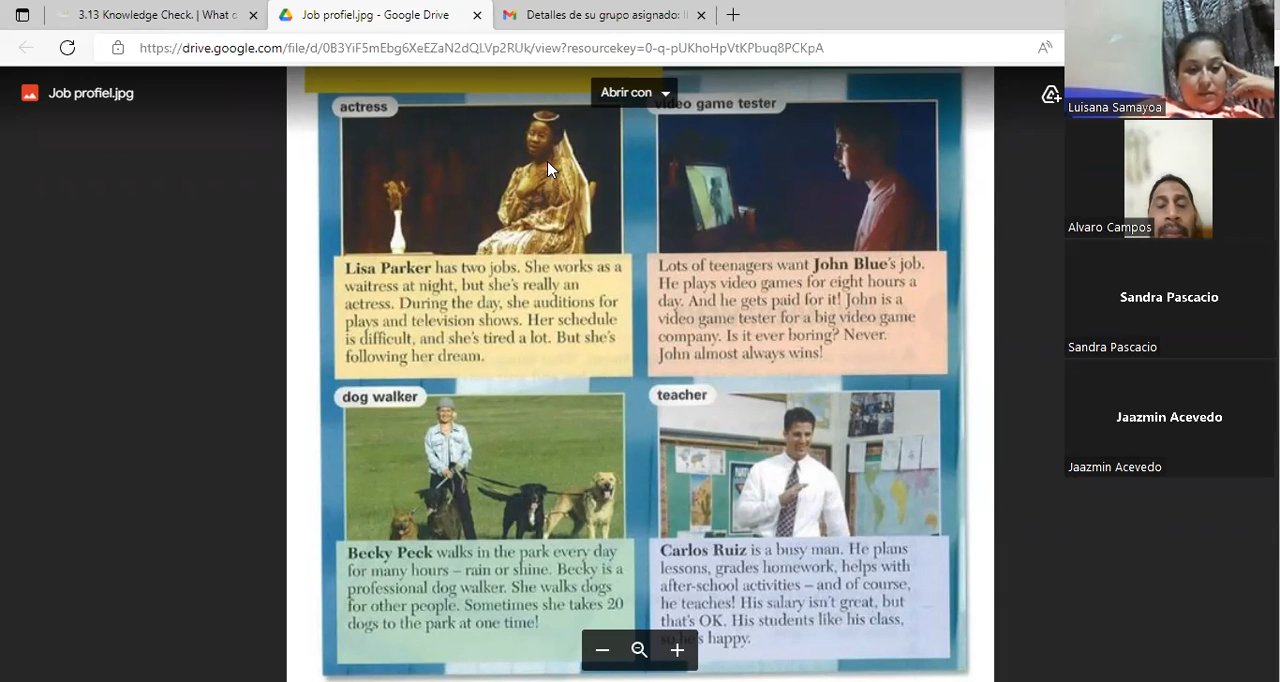 3.13 Knowledge Check. | What c
Job profiel.jpg - Google Drive
Detalles de su grupo asignado: II
https://drive.google.com/file/d/0B3YiF5mEbg6XeEZaN2dQLVp2RUk/view?resourcekey=0-q-pUKhoHpVtKPbuq8PCKpA
Job profiel.jpg
Abrir con
actress
video game tester
Lisa Parker has two jobs. She works as a
waitress at night, but she's really an
actress. During the day, she auditions for
plays and television shows. Her schedule
is difficult, and she's tired a lot. But she's
following her dream.
Lots of teenagers want John Blue's job.
He plays video games for eight hours a
day. And he gets paid for it! John is a
video game tester for a big video game
company. Is it ever boring? Never.
John almost always wins!
dog walker
teacher
Becky Peck walks in the park every day
for many hours – rain or shine. Becky is a
professional dog walker. She walks dogs
for other people. Sometimes she takes 20
dogs to the park at one time!
Carlos Ruiz is a busy man. He plans
lessons, grades homework, helps with
after-school activities – and of course,
he teaches! His salary isn't great, but
that's OK. His students like his class,
so he's happy.
Luisana Samayoa
Alvaro Campos
Sandra Pascacio
Sandra Pascacio
Jaazmin Acevedo
Jaazmin Acevedo